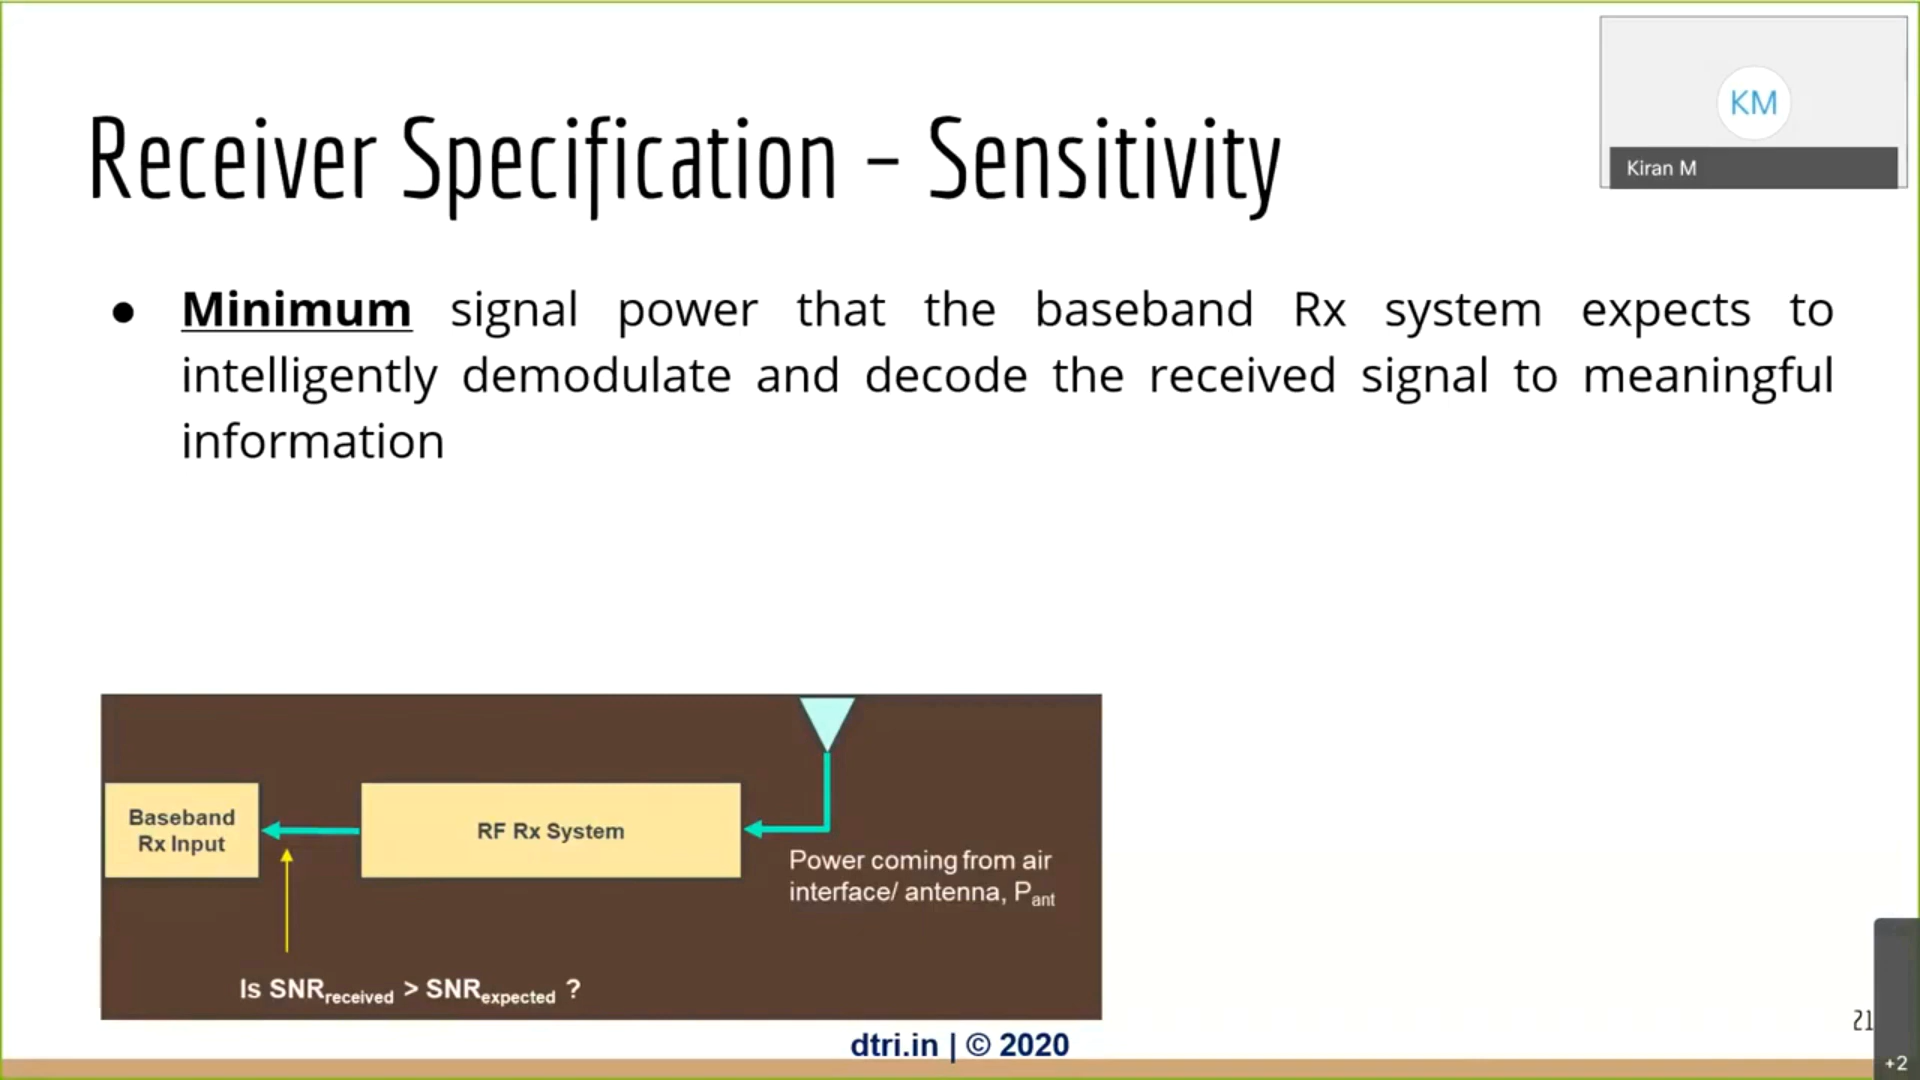 KM
Kiran M
Receiver Specification – Sensitivity
● Minimum signal power that the baseband Rx system expects to
intelligently demodulate and decode the received signal to meaningful
information
Baseband
Rx Input
RF Rx System
Power coming from air
interface/ antenna, Pant
Is SNRreceived > SNRexpected ?
21
dtri.in | © 2020
+2